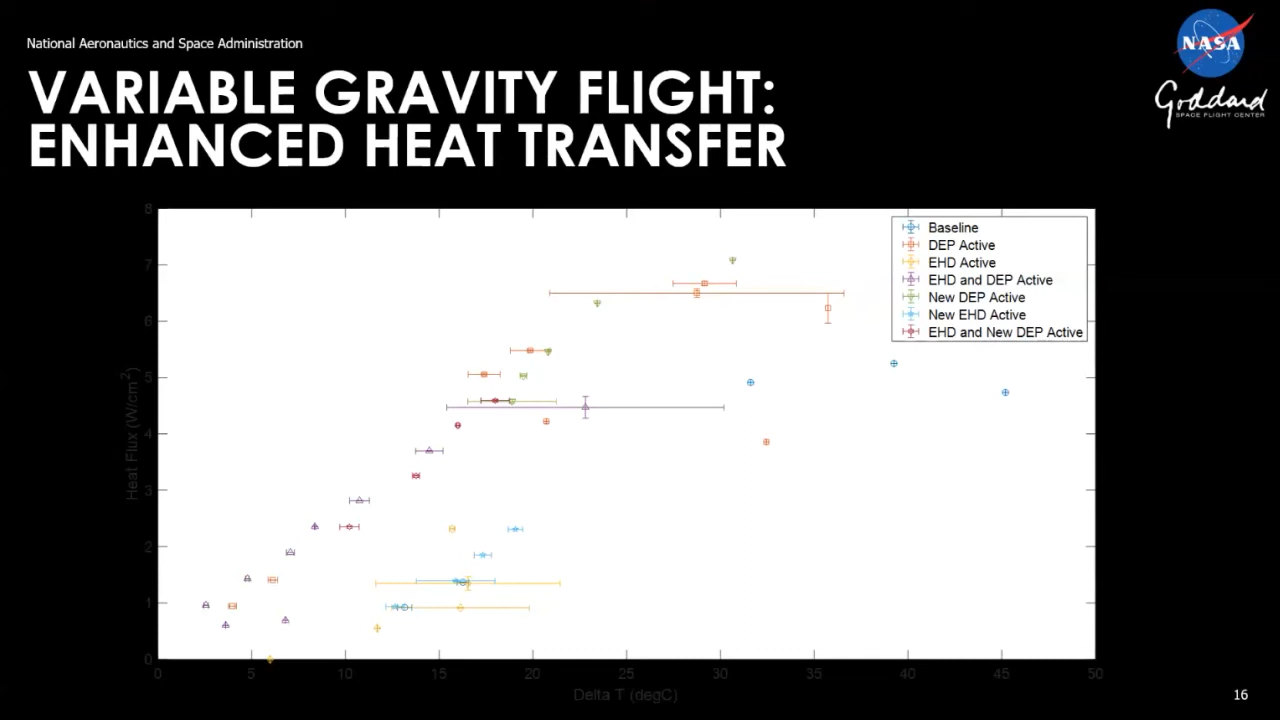 National Aeronautics and Space Administration
NASA
Goddard
SPACE FLIGHT CENTER
VARIABLE GRAVITY FLIGHT:
ENHANCED HEAT TRANSFER
8
7
6
5
4
3
2
1
0
Heat Flux (W/cm²)
Baseline
DEP Active
EHD Active
EHD and DEP Active
New DEP Active
New EHD Active
EHD and New DEP Active
0 5 10 15 20 25 30 35 40 45 50
Delta T (degC)
16